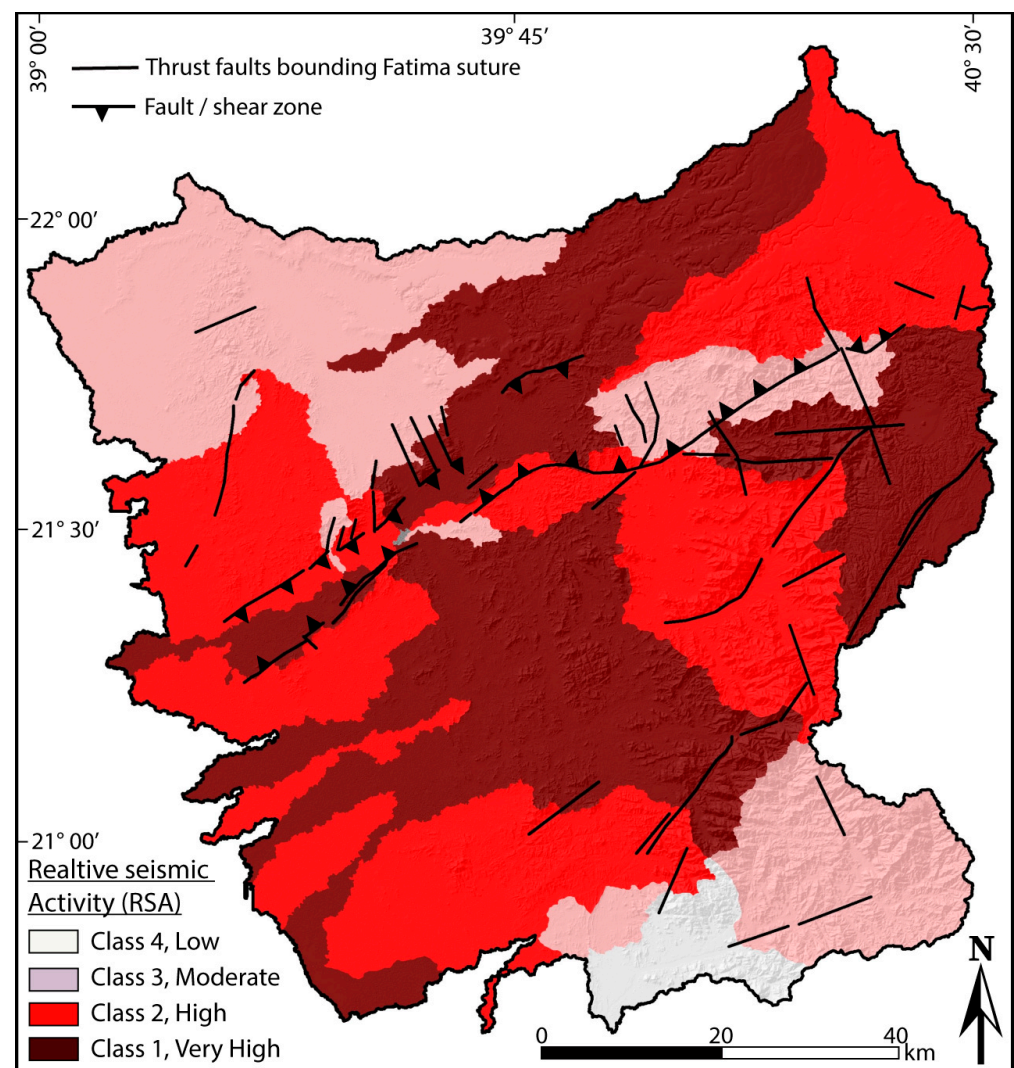 39° 00′
39° 45′
40° 30′
Thrust faults bounding Fatima suture
Fault / shear zone
22° 00′
21° 30′
21° 00′
Realtive seismic
Activity (RSA)
Class 4, Low
Class 3, Moderate
Class 2, High
Class 1, Very High
N
0 20 40
km